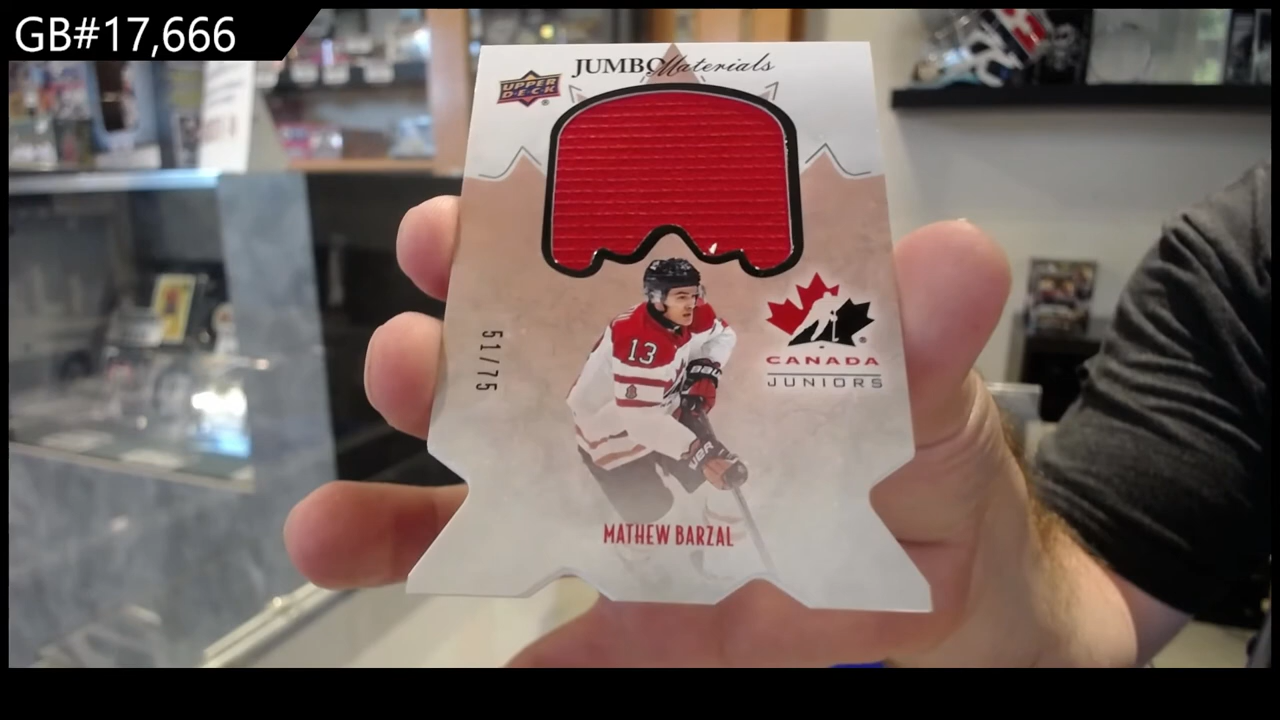 GB#17,666
JUMBO Materials
UPPER
DECK
®
51/75
13
CANADA
JUNIORS
MATHEW BARZAL